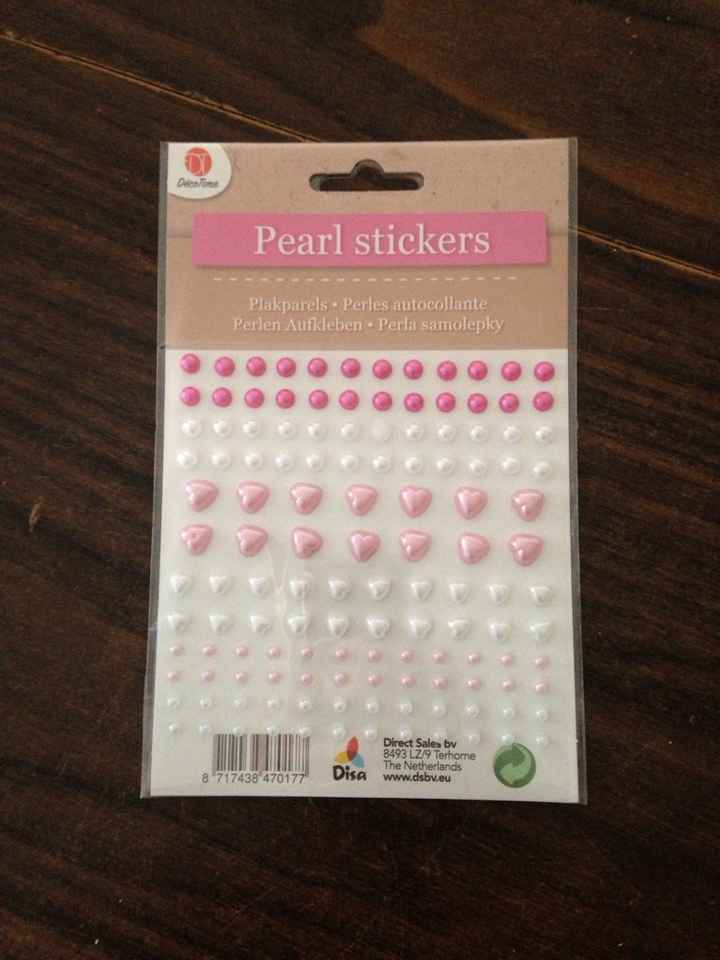 DT
DécoTime
Pearl stickers
Plakparels • Perles autocollante
Perlen Aufkleben • Perla samolepky
8 717438 470177
Disa
Direct Sales bv
8493 LZ/9 Terhorne
The Netherlands
www.dsbv.eu